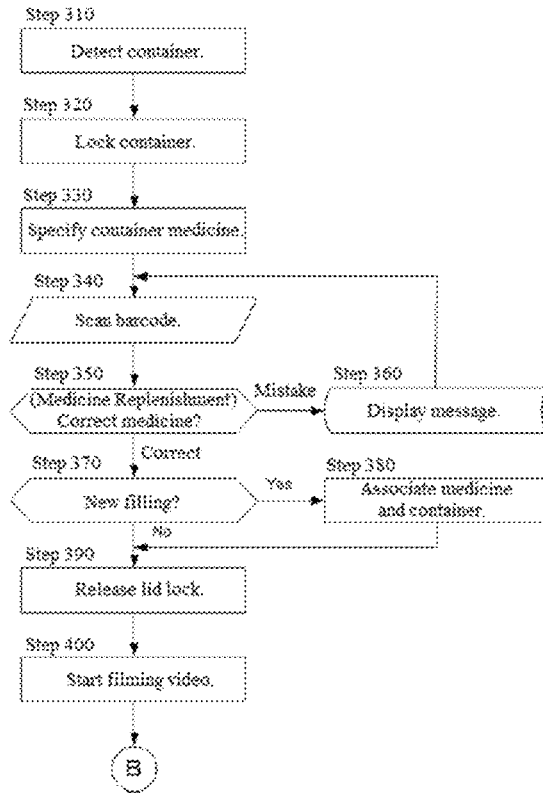 Step 310
Detect container.
Step 320
Lock container.
Step 330
Specify container medicine.
Step 340
Scan barcode.
Step 350
(Medicine Replenishment)
Correct medicine?
Mistake
Step 360
Display message.
Correct
Step 370
New filling?
Yes
Step 380
Associate medicine
and container.
No
Step 390
Release lid lock.
Step 400
Start filming video.
B